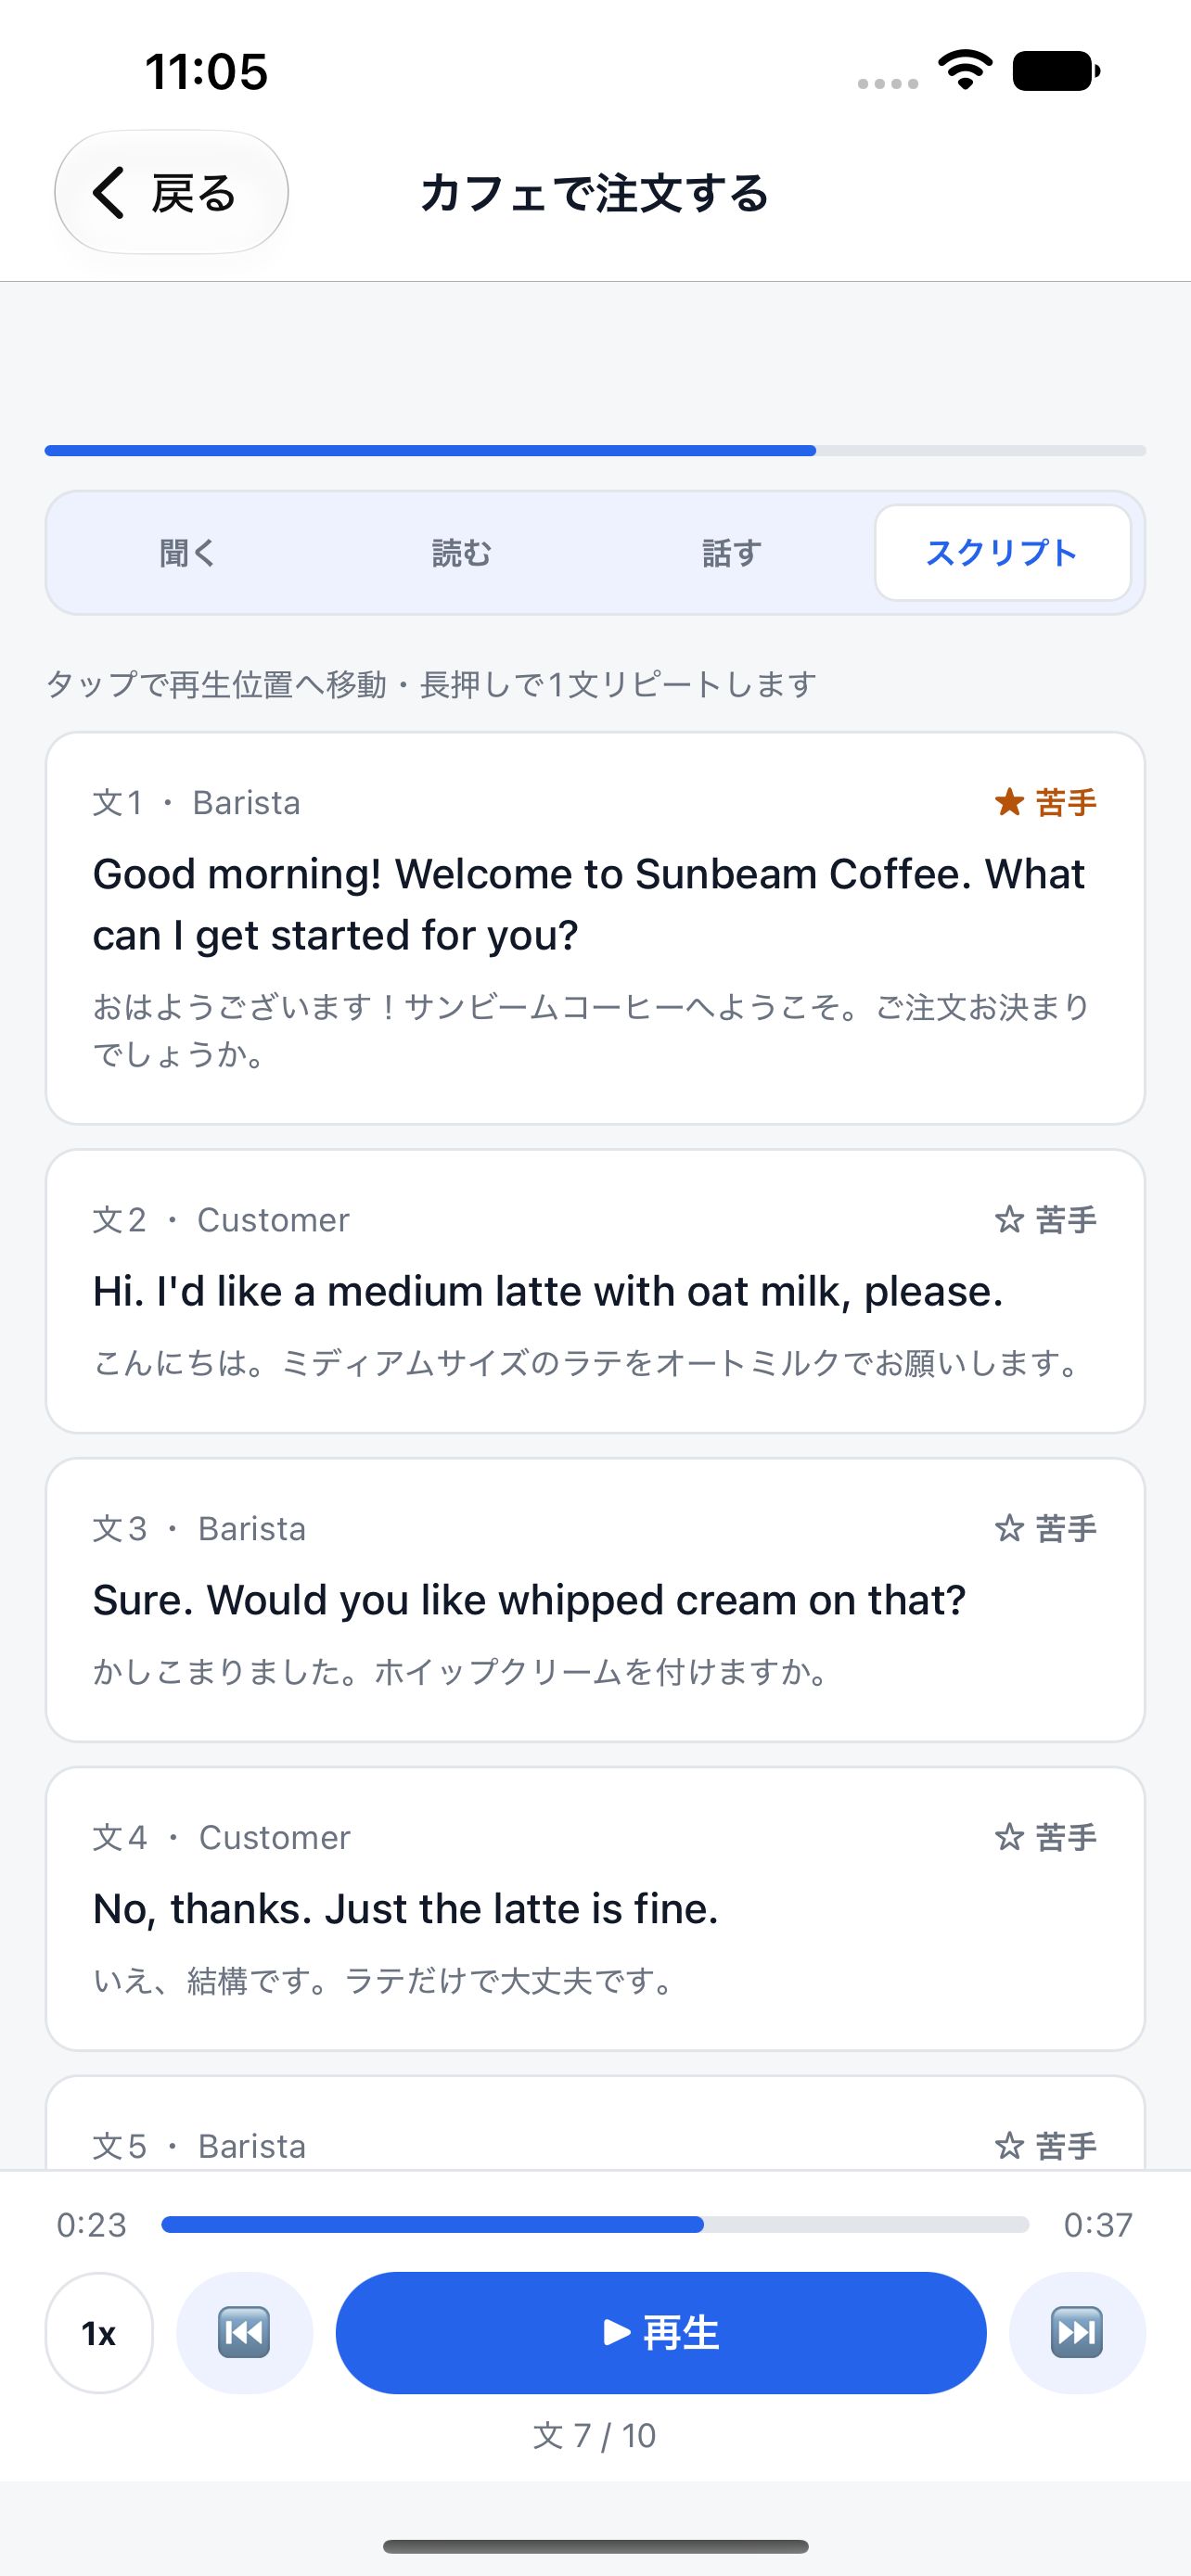 11:05
戻る
カフェで注文する
聞く
読む
話す
スクリプト
タップで再生位置へ移動・長押しで1文リピートします
文1 ・ Barista
★ 苦手
Good morning! Welcome to Sunbeam Coffee. What
can I get started for you?
おはようございます！サンビームコーヒーへようこそ。ご注文お決まり
でしょうか。
文2 ・ Customer
☆ 苦手
Hi. I'd like a medium latte with oat milk, please.
こんにちは。ミディアムサイズのラテをオートミルクでお願いします。
文3 ・ Barista
☆ 苦手
Sure. Would you like whipped cream on that?
かしこまりました。ホイップクリームを付けますか。
文4 ・ Customer
☆ 苦手
No, thanks. Just the latte is fine.
いえ、結構です。ラテだけで大丈夫です。
文5 ・ Barista
☆ 苦手
0:23
0:37
1x
▶ 再生
文 7 / 10